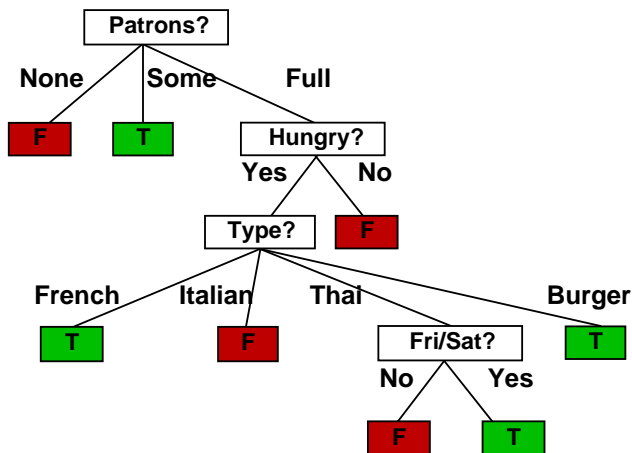 Patrons?
None Some Full
F T Hungry?
Yes No
Type? F
French Italian Thai Burger
T F Fri/Sat? T
No Yes
F T